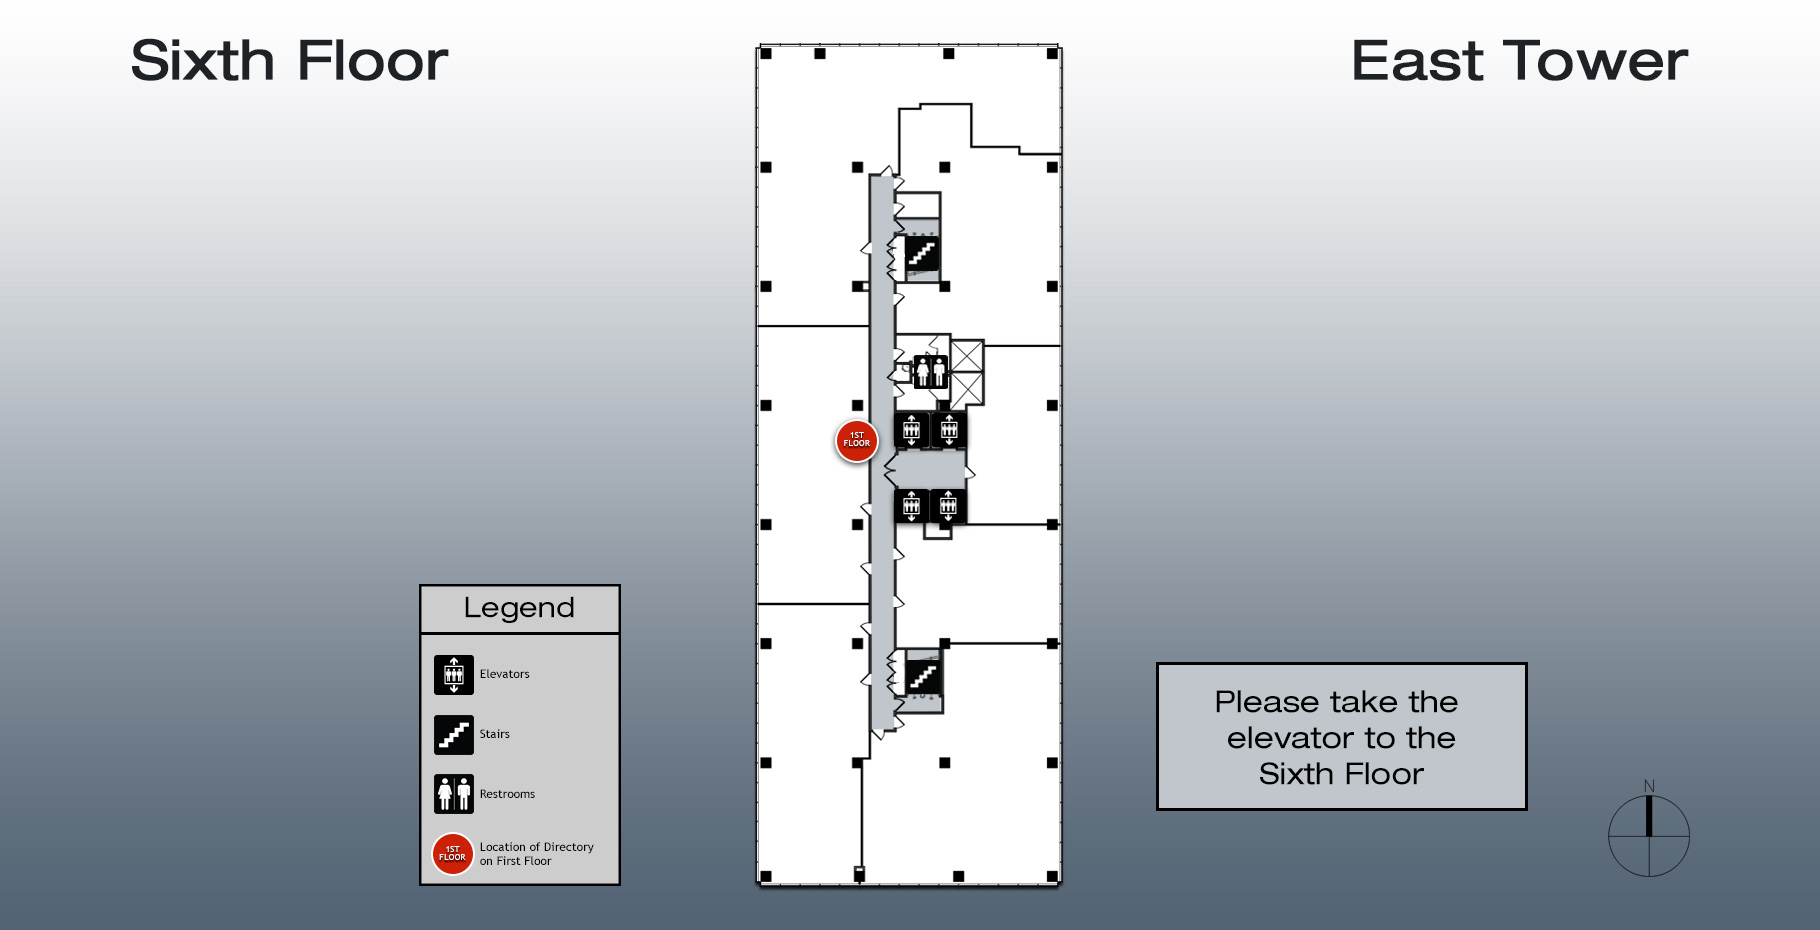 Sixth Floor
East Tower
1ST
FLOOR
Legend
Elevators
Stairs
Restrooms
1ST
FLOOR
Location of Directory
on First Floor
Please take the
elevator to the
Sixth Floor
N